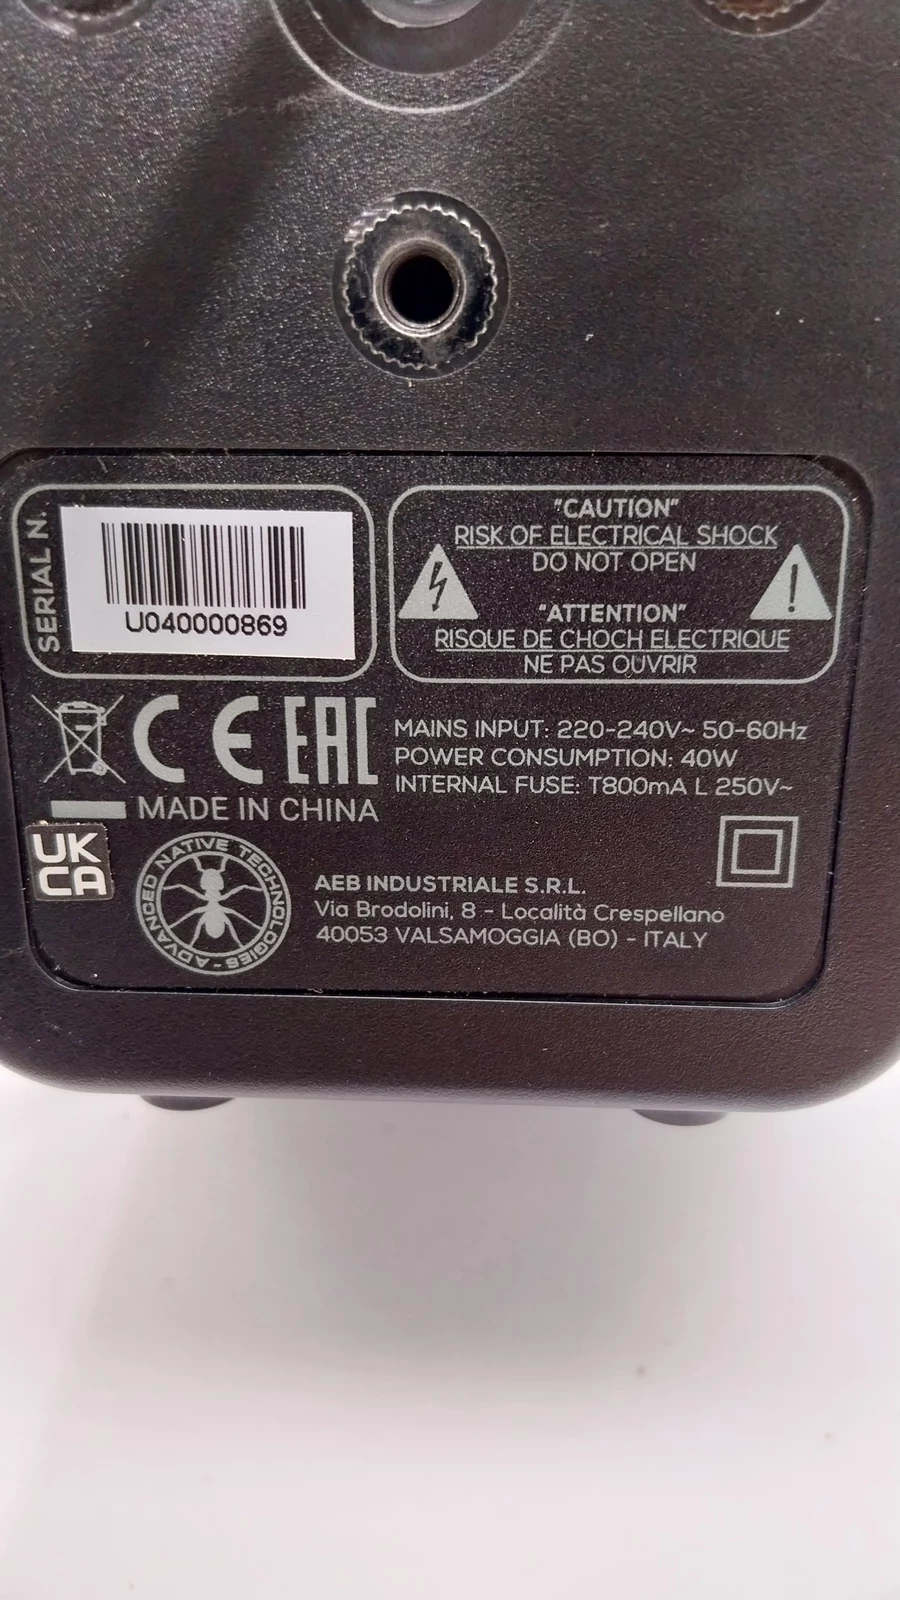 SERIAL N.
U040000869
"CAUTION"
RISK OF ELECTRICAL SHOCK
DO NOT OPEN
"ATTENTION"
RISQUE DE CHOCH ELECTRIQUE
NE PAS OUVRIR
CE EAC
MAINS INPUT: 220-240V~ 50-60Hz
POWER CONSUMPTION: 40W
INTERNAL FUSE: T800mA L 250V~
MADE IN CHINA
UK
CA
ADVANCED NATIVE TECHNOLOGIES -
AEB INDUSTRIALE S.R.L.
Via Brodolini, 8 - Località Crespellano
40053 VALSAMOGGIA (BO) - ITALY